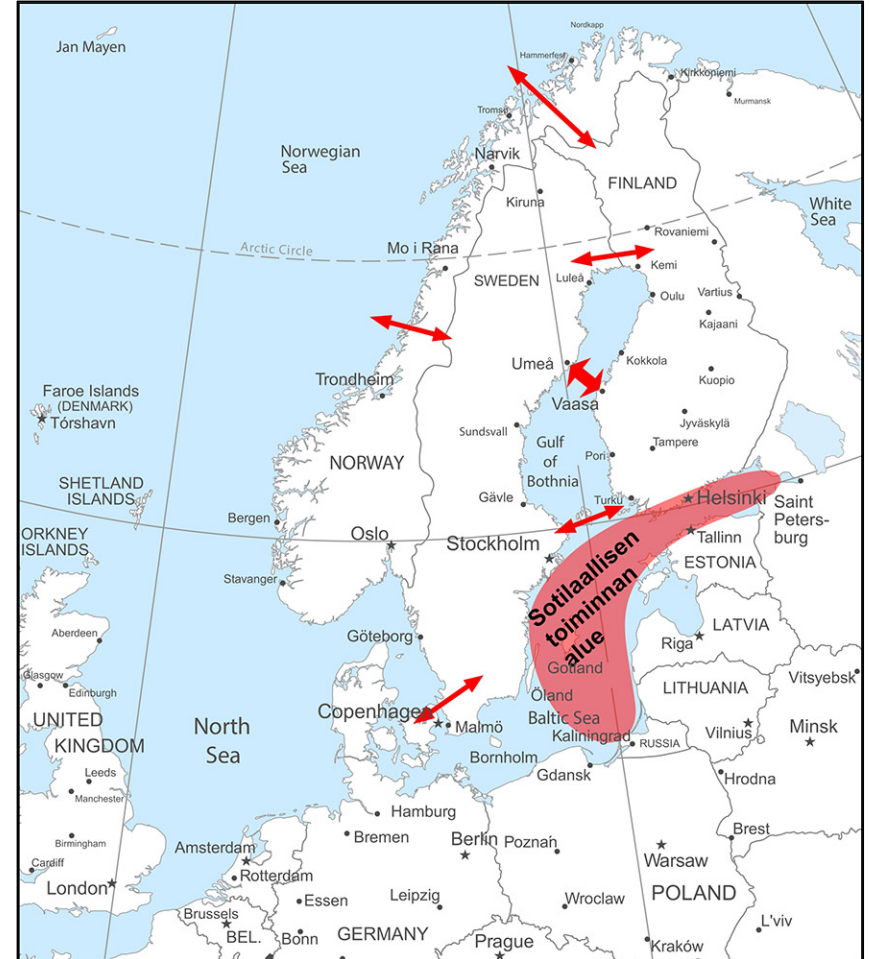 Jan Mayen
Nordkapp
Hammerfest
Kirkkoniemi
Murmansk
Tromsø
Norwegian
Sea
Narvik
FINLAND
Kiruna
White
Sea
Arctic Circle
Rovaniemi
Mo i Rana
SWEDEN
Kemi
Luleå
Oulu
Vartius
Kajaani
Umeå
Kokkola
Trondheim
Kuopio
Faroe Islands
(DENMARK)
Tórshavn
Vaasa
Jyväskylä
Sundsvall
Gulf
of
Bothnia
Tampere
Pori
NORWAY
SHETLAND
ISLANDS
Gävle
Turku
Helsinki
Saint
Peters-
burg
Bergen
ORKNEY
ISLANDS
Oslo
Stockholm
Tallinn
ESTONIA
Stavanger
Sotilaallisen
toiminnan
alue
Aberdeen
Göteborg
LATVIA
Riga
Gotland
Glasgow
Edinburgh
LITHUANIA
Vitsyebsk
Öland
UNITED
KINGDOM
North
Sea
Copenhagen
Malmö
Baltic Sea
Kaliningrad
RUSSIA
Vilnius
Minsk
Bornholm
Gdansk
Leeds
Manchester
Hrodna
Hamburg
Bremen
Birmingham
Amsterdam
Berlin
Poznań
Brest
Cardiff
London
Rotterdam
Warsaw
Essen
Leipzig
Wroclaw
POLAND
Brussels
BEL.
Bonn
GERMANY
L'viv
Prague
Kraków